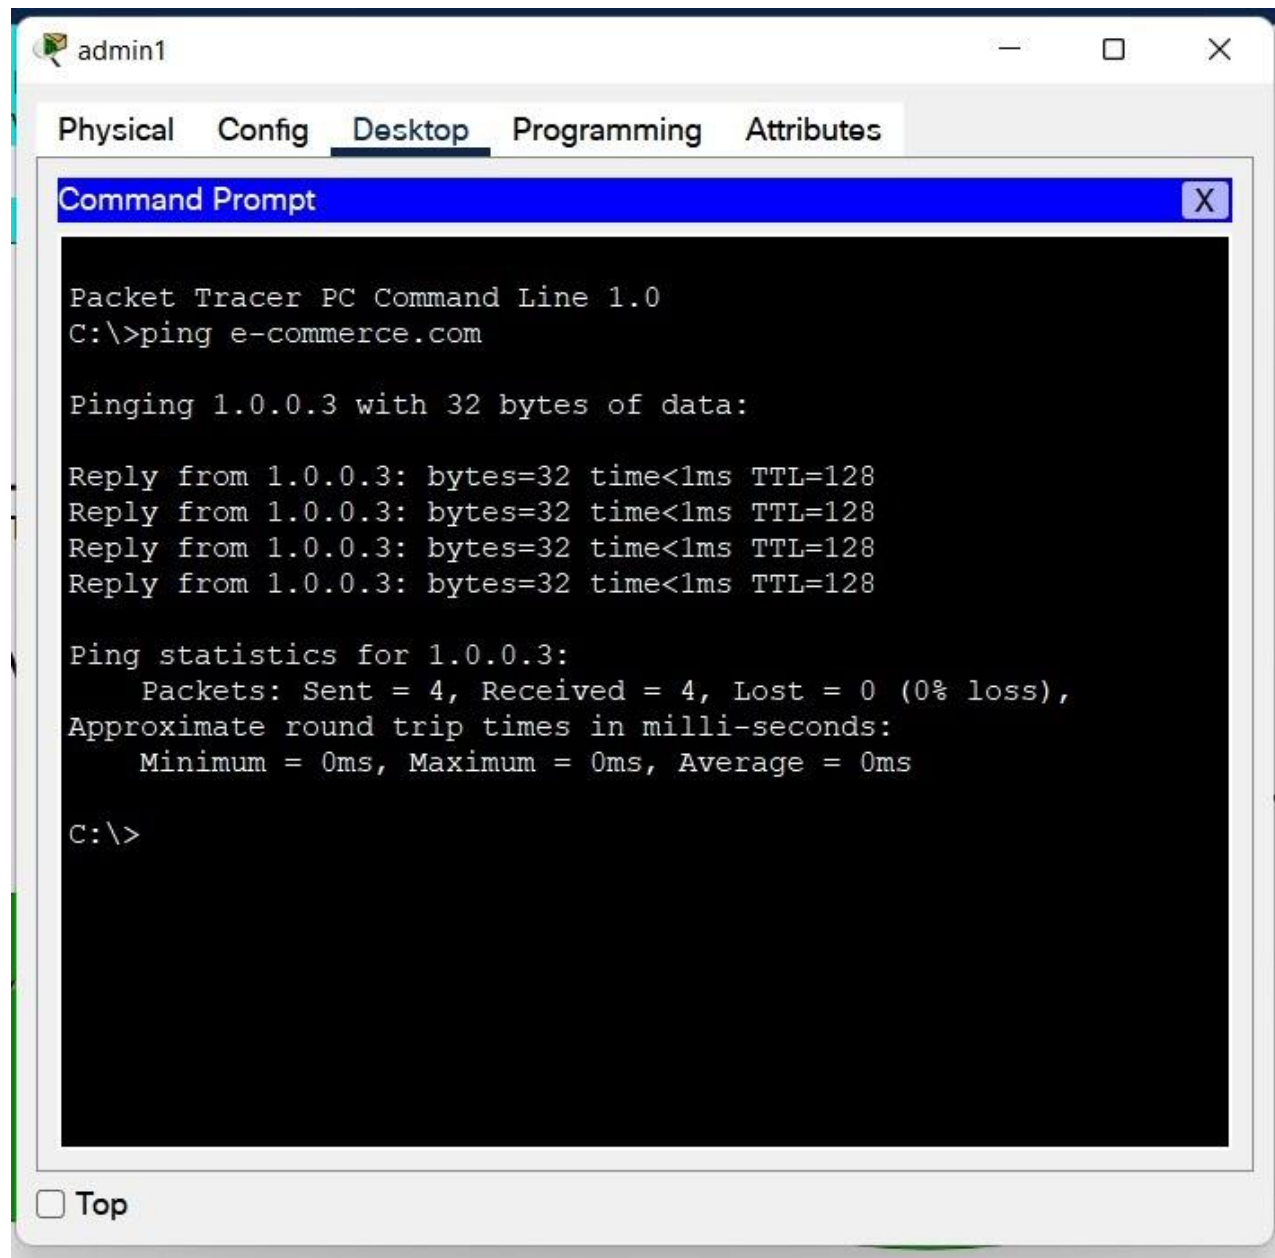 admin1
Physical Config Desktop Programming Attributes
Command Prompt X
Packet Tracer PC Command Line 1.0
C:\>ping e-commerce.com
Pinging 1.0.0.3 with 32 bytes of data:
Reply from 1.0.0.3: bytes=32 time<1ms TTL=128
Reply from 1.0.0.3: bytes=32 time<1ms TTL=128
Reply from 1.0.0.3: bytes=32 time<1ms TTL=128
Reply from 1.0.0.3: bytes=32 time<1ms TTL=128
Ping statistics for 1.0.0.3:
Packets: Sent = 4, Received = 4, Lost = 0 (0% loss),
Approximate round trip times in milli-seconds:
Minimum = 0ms, Maximum = 0ms, Average = 0ms
C:\>
Top